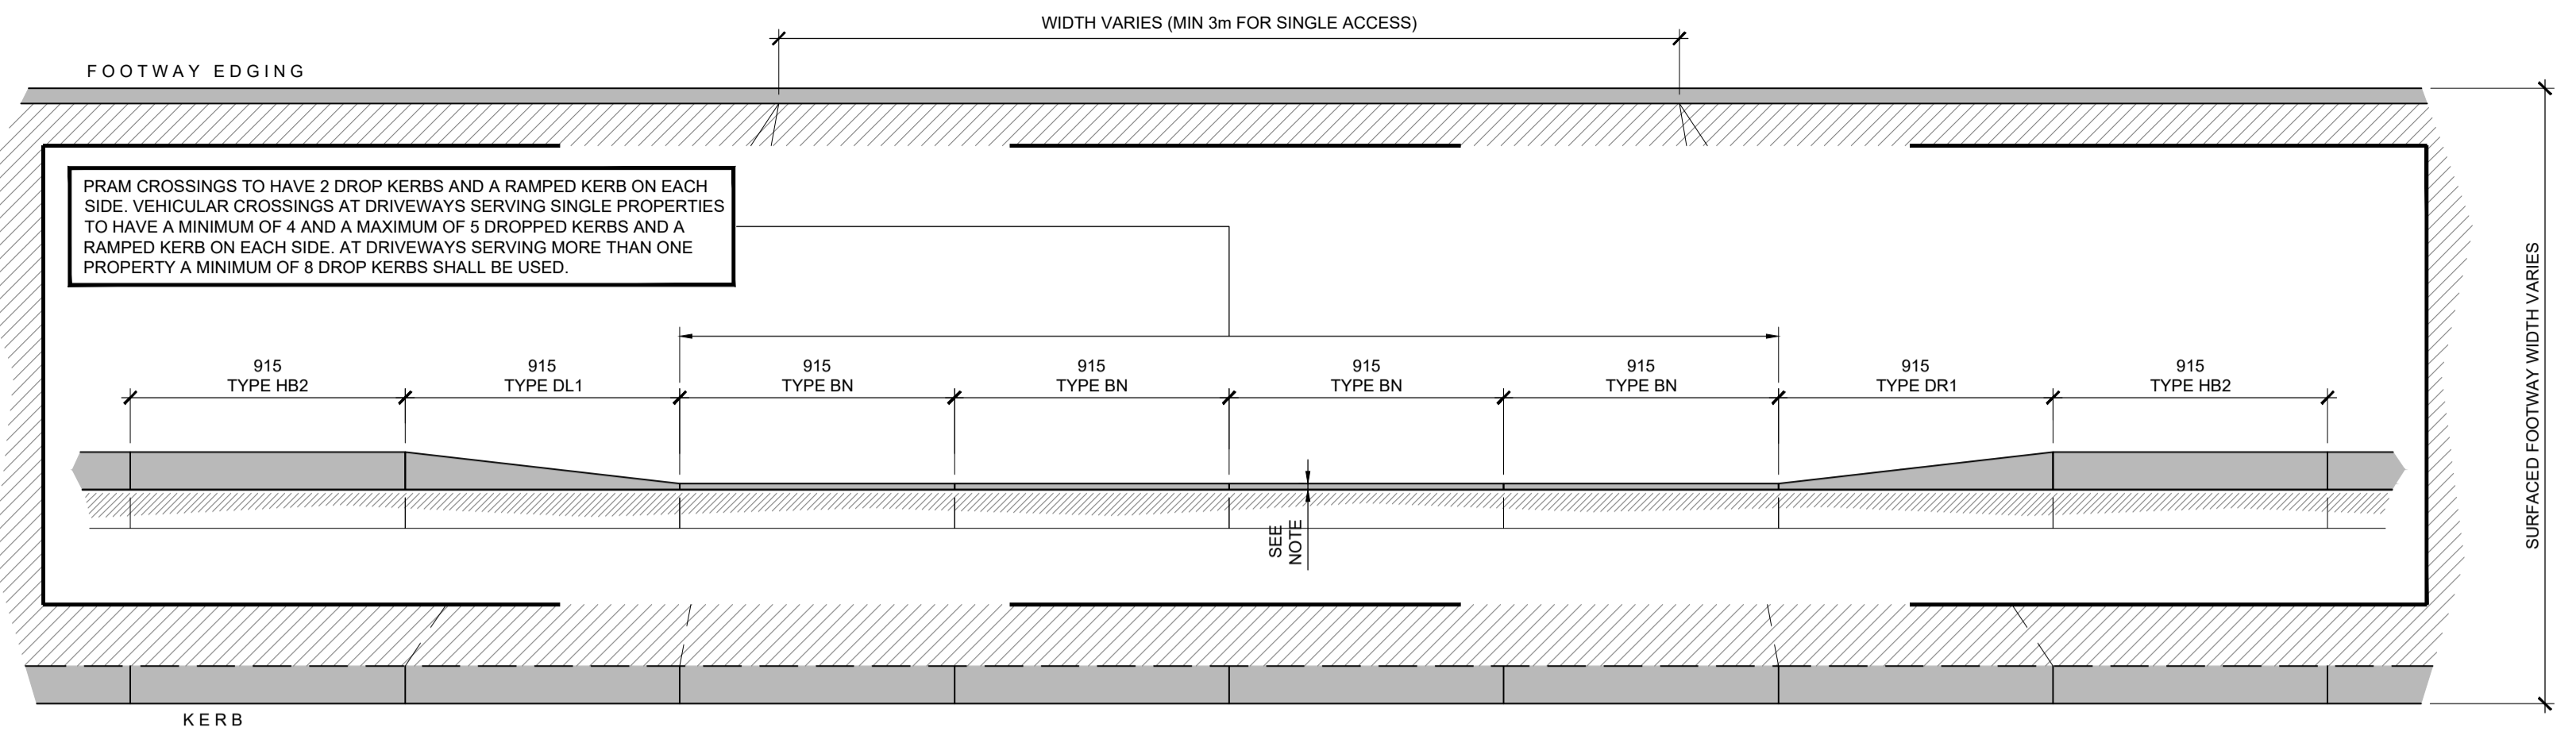 WIDTH VARIES (MIN 3m FOR SINGLE ACCESS)
FOOTWAY EDGING
PRAM CROSSINGS TO HAVE 2 DROP KERBS AND A RAMPED KERB ON EACH
SIDE. VEHICULAR CROSSINGS AT DRIVEWAYS SERVING SINGLE PROPERTIES
TO HAVE A MINIMUM OF 4 AND A MAXIMUM OF 5 DROPPED KERBS AND A
RAMPED KERB ON EACH SIDE. AT DRIVEWAYS SERVING MORE THAN ONE
PROPERTY A MINIMUM OF 8 DROP KERBS SHALL BE USED.
915
TYPE HB2
915
TYPE DL1
915
TYPE BN
915
TYPE BN
915
TYPE BN
915
TYPE BN
915
TYPE DR1
915
TYPE HB2
SEE
NOTE
SURFACED FOOTWAY WIDTH VARIES
KERB